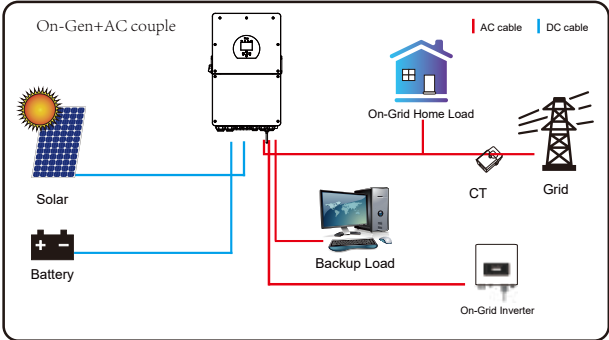 On-Gen+AC couple
AC cable
DC cable
On-Grid Home Load
Solar
CT
Grid
Battery
Backup Load
On-Grid Inverter